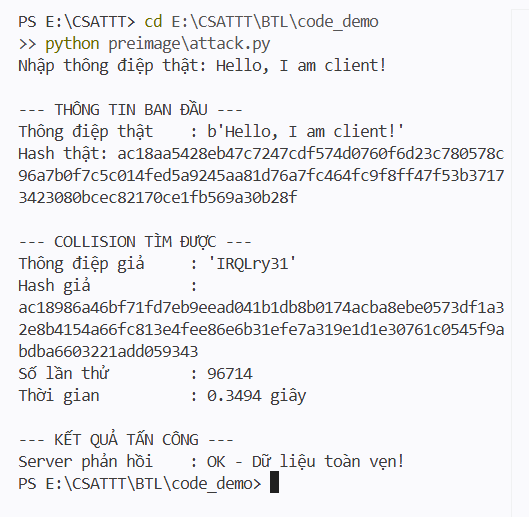 PS E:\CSATTT> cd E:\CSATTT\BTL\code_demo
>> python preimage\attack.py
Nhập thông điệp thật: Hello, I am client!
--- THÔNG TIN BAN ĐẦU ---
Thông điệp thật    : b'Hello, I am client!'
Hash thật: ac18aa5428eb47c7247cdf574d0760f6d23c780578c
96a7b0f7c5c014fed5a9245aa81d76a7fc464fc9f8ff47f53b3717
3423080bcec82170ce1fb569a30b28f
--- COLLISION TÌM ĐƯỢC ---
Thông điệp giả     : 'IRQLry31'
Hash giả           :
ac18986a46bf71fd7eb9eead041b1db8b0174acba8ebe0573df1a3
2e8b4154a66fc813e4fee86e6b31efe7a319e1d1e30761c0545f9a
bdba6603221add059343
Số lần thử         : 96714
Thời gian          : 0.3494 giây
--- KẾT QUẢ TẤN CÔNG ---
Server phản hồi    : OK - Dữ liệu toàn vẹn!
PS E:\CSATTT\BTL\code_demo>